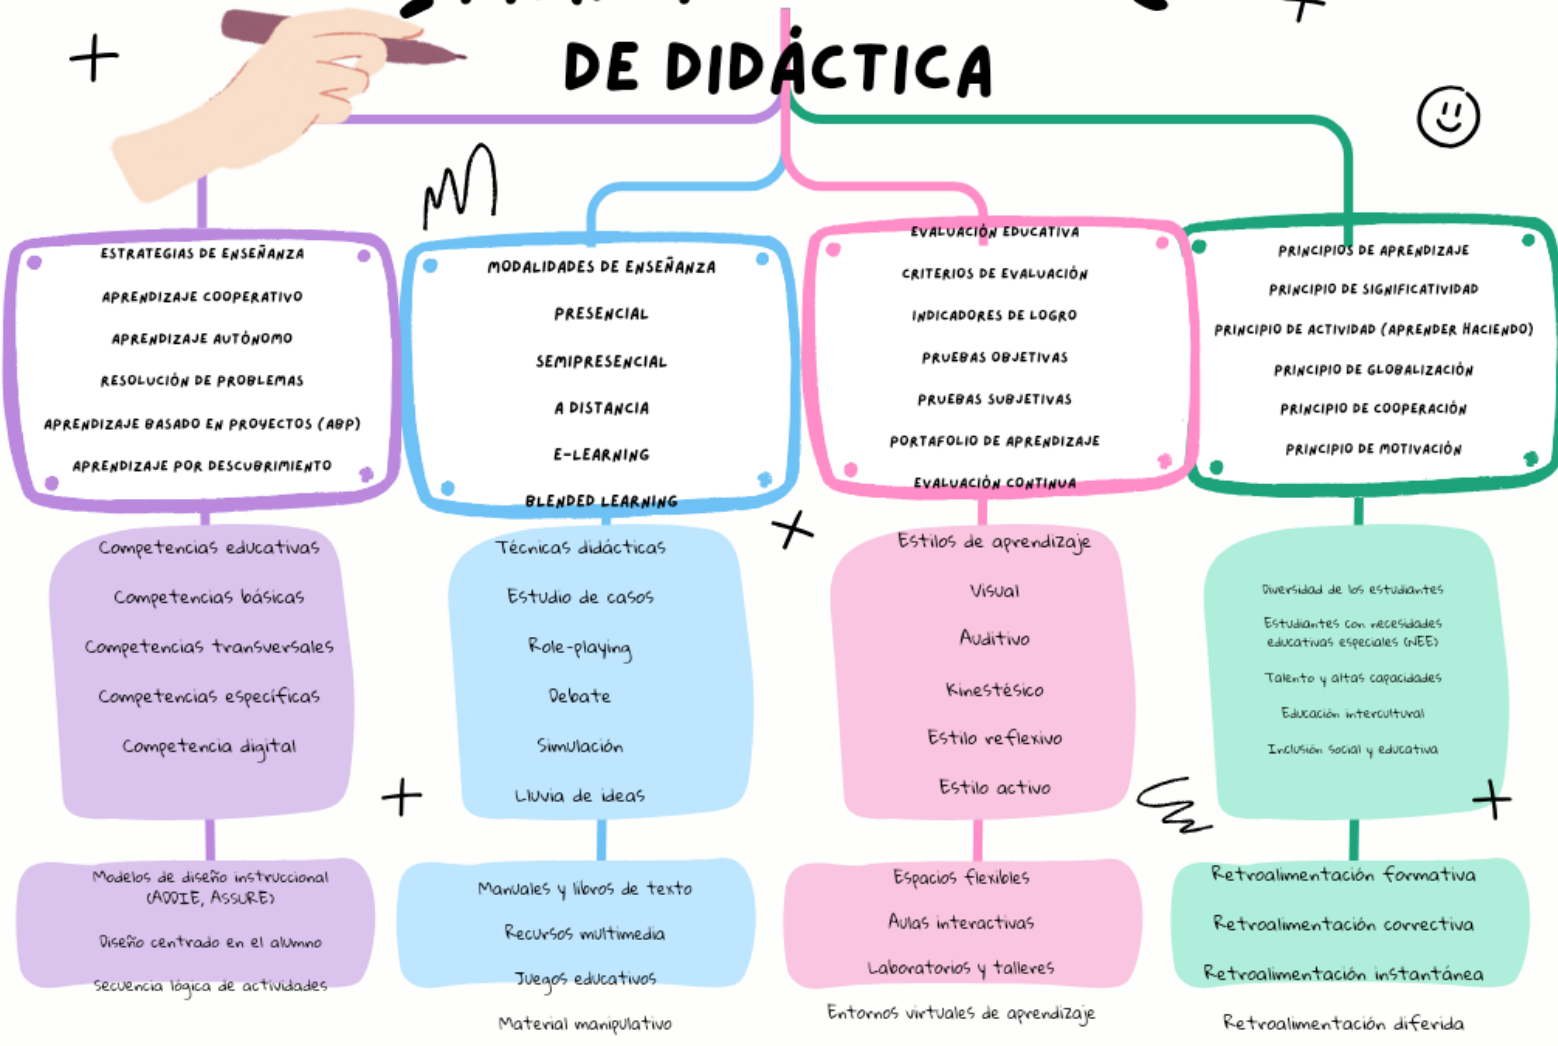 DE DIDÁCTICA
ESTRATEGIAS DE ENSEÑANZA
APRENDIZAJE COOPERATIVO
APRENDIZAJE AUTÓNOMO
RESOLUCIÓN DE PROBLEMAS
APRENDIZAJE BASADO EN PROYECTOS (ABP)
APRENDIZAJE POR DESCUBRIMIENTO
MODALIDADES DE ENSEÑANZA
PRESENCIAL
SEMIPRESENCIAL
A DISTANCIA
E-LEARNING
BLENDED LEARNING
EVALUACIÓN EDUCATIVA
CRITERIOS DE EVALUACIÓN
INDICADORES DE LOGRO
PRUEBAS OBJETIVAS
PRUEBAS SUBJETIVAS
PORTAFOLIO DE APRENDIZAJE
EVALUACIÓN CONTINUA
PRINCIPIOS DE APRENDIZAJE
PRINCIPIO DE SIGNIFICATIVIDAD
PRINCIPIO DE ACTIVIDAD (APRENDER HACIENDO)
PRINCIPIO DE GLOBALIZACIÓN
PRINCIPIO DE COOPERACIÓN
PRINCIPIO DE MOTIVACIÓN
Competencias educativas
Competencias básicas
Competencias transversales
Competencias específicas
Competencia digital
Técnicas didácticas
Estudio de casos
Role-playing
Debate
Simulación
Lluvia de ideas
Estilos de aprendizaje
Visual
Auditivo
Kinestésico
Estilo reflexivo
Estilo activo
Diversidad de los estudiantes
Estudiantes con necesidades
educativas especiales (NEE)
Talento y altas capacidades
Educación intercultural
Inclusión social y educativa
Modelos de diseño instruccional
(ADDIE, ASSURE)
Diseño centrado en el alumno
Secuencia lógica de actividades
Manuales y libros de texto
Recursos multimedia
Juegos educativos
Material manipulativo
Espacios flexibles
Aulas interactivas
Laboratorios y talleres
Entornos virtuales de aprendizaje
Retroalimentación formativa
Retroalimentación correctiva
Retroalimentación instantánea
Retroalimentación diferida